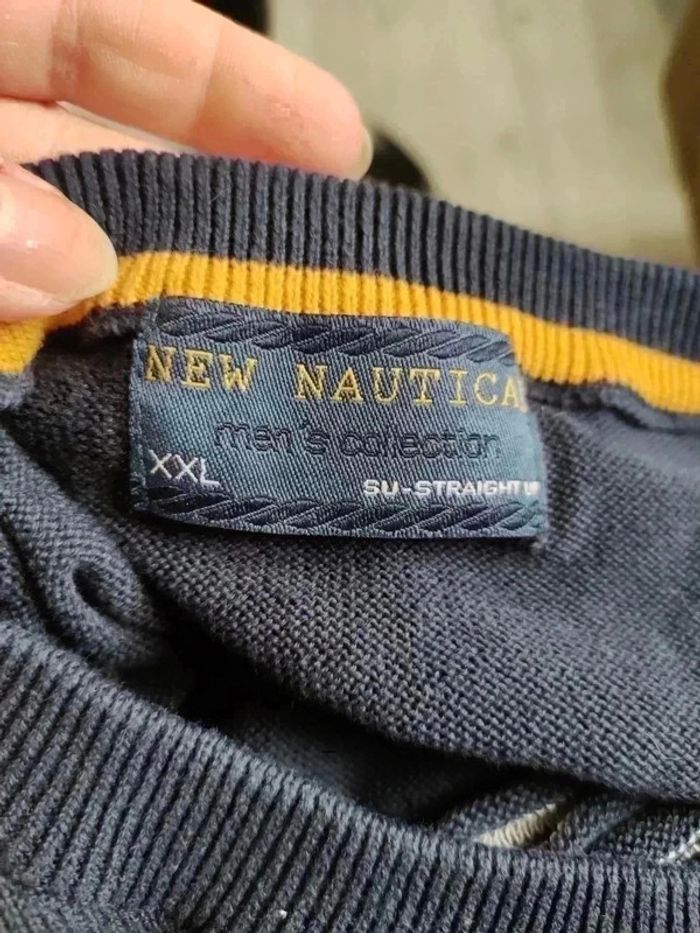 NEW NAUTICA
men's collection
XXL
SU-STRAIGHT UP